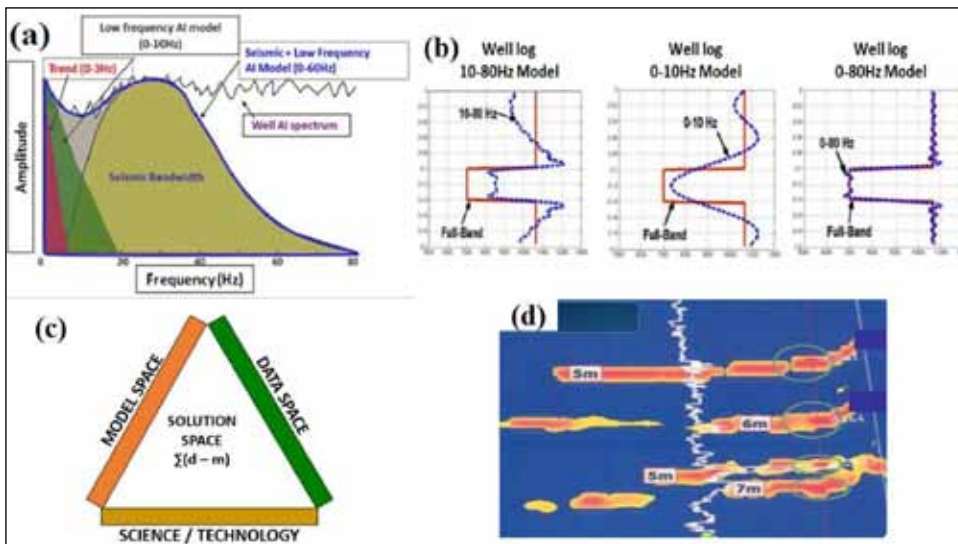 (a)
Low frequency AI model
(0-10Hz)
Trend (0-3Hz)
Seismic + Low Frequency
AI Model (0-60Hz)
Well AI spectrum
Seismic Bandwidth
Amplitude
0
20
40
60
80
Frequency (Hz)
(b)
Well log
10-80Hz Model
Well log
0-10Hz Model
Well log
0-80Hz Model
10-80 Hz
0-10 Hz
0-80 Hz
Full-Band
Full-Band
Full-Band
(c)
MODEL SPACE
DATA SPACE
SOLUTION
SPACE
∑(d – m)
SCIENCE / TECHNOLOGY
(d)
5m
6m
5m
7m